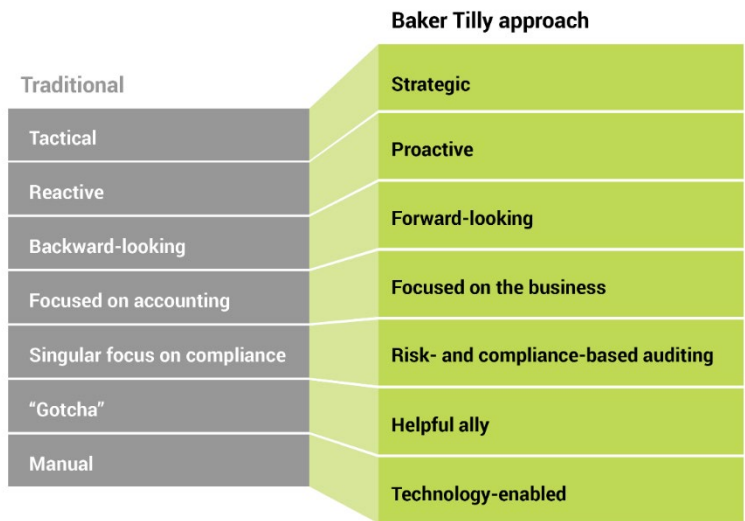 Baker Tilly approach
Traditional
Strategic
Tactical
Proactive
Reactive
Forward-looking
Backward-looking
Focused on the business
Focused on accounting
Risk- and compliance-based auditing
Singular focus on compliance
Helpful ally
“Gotcha”
Technology-enabled
Manual